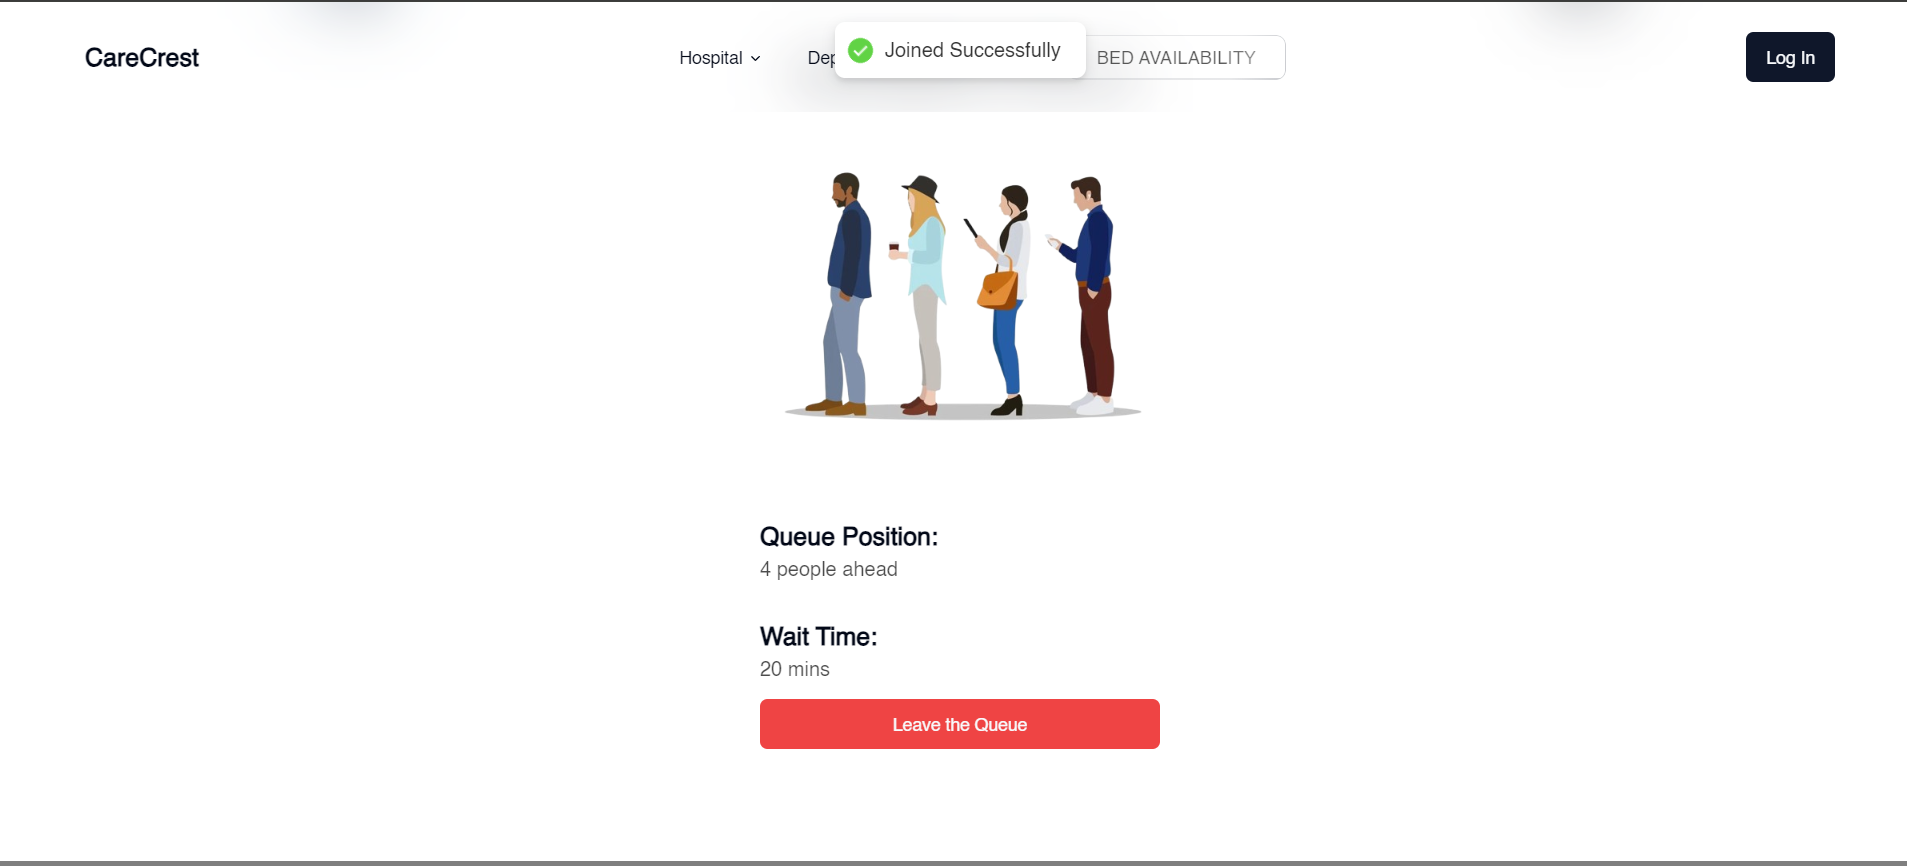 CareCrest
Hospital
Joined Successfully
BED AVAILABILITY
Log In
Queue Position:
4 people ahead
Wait Time:
20 mins
Leave the Queue